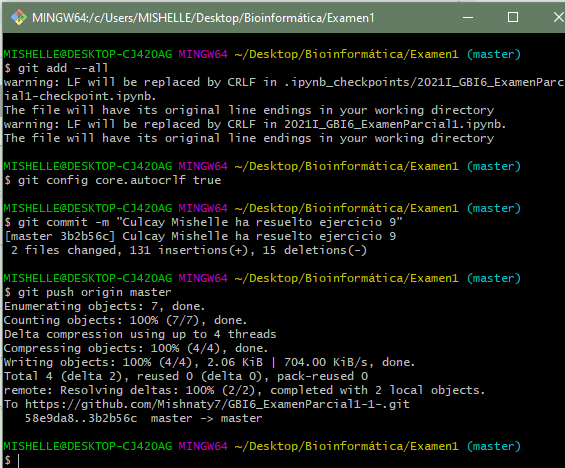 MINGW64:/c/Users/MISHELLE/Desktop/Bioinformática/Examen1
MISHELLE@DESKTOP-CJ42OAG MINGW64 ~/Desktop/Bioinformática/Examen1 (master)
$ git add --all
warning: LF will be replaced by CRLF in .ipynb_checkpoints/2021I_GBI6_ExamenParc
ial1-checkpoint.ipynb.
The file will have its original line endings in your working directory
warning: LF will be replaced by CRLF in 2021I_GBI6_ExamenParcial1.ipynb.
The file will have its original line endings in your working directory
MISHELLE@DESKTOP-CJ42OAG MINGW64 ~/Desktop/Bioinformática/Examen1 (master)
$ git config core.autocrlf true
MISHELLE@DESKTOP-CJ42OAG MINGW64 ~/Desktop/Bioinformática/Examen1 (master)
$ git commit -m "Culcay Mishelle ha resuelto ejercicio 9"
[master 3b2b56c] Culcay Mishelle ha resuelto ejercicio 9
 2 files changed, 131 insertions(+), 15 deletions(-)
MISHELLE@DESKTOP-CJ42OAG MINGW64 ~/Desktop/Bioinformática/Examen1 (master)
$ git push origin master
Enumerating objects: 7, done.
Counting objects: 100% (7/7), done.
Delta compression using up to 4 threads
Compressing objects: 100% (4/4), done.
Writing objects: 100% (4/4), 2.06 KiB | 704.00 KiB/s, done.
Total 4 (delta 2), reused 0 (delta 0), pack-reused 0
remote: Resolving deltas: 100% (2/2), completed with 2 local objects.
To https://github.com/Mishnaty7/GBI6_ExamenParcial1-1-.git
   58e9da8..3b2b56c  master -> master
MISHELLE@DESKTOP-CJ42OAG MINGW64 ~/Desktop/Bioinformática/Examen1 (master)
$